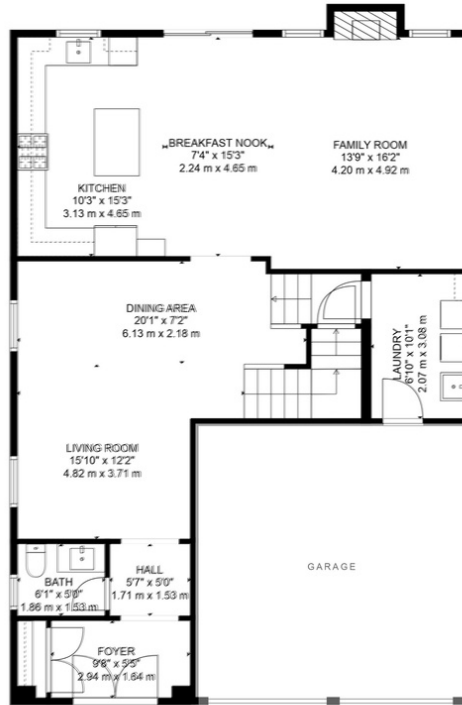 BREAKFAST NOOK
7'4" x 15'3"
2.24 m x 4.65 m
FAMILY ROOM
13'9" x 16'2"
4.20 m x 4.92 m
KITCHEN
10'3" x 15'3"
3.13 m x 4.65 m
DINING AREA
20'1" x 7'2"
6.13 m x 2.18 m
LAUNDRY
6'10" x 10'1"
2.07 m x 3.08 m
LIVING ROOM
15'10" x 12'2"
4.82 m x 3.71 m
GARAGE
HALL
5'7" x 5'0"
1.71 m x 1.53 m
BATH
6'1" x 5'0"
1.86 m x 1.53 m
FOYER
9'8" x 5'5"
2.94 m x 1.64 m